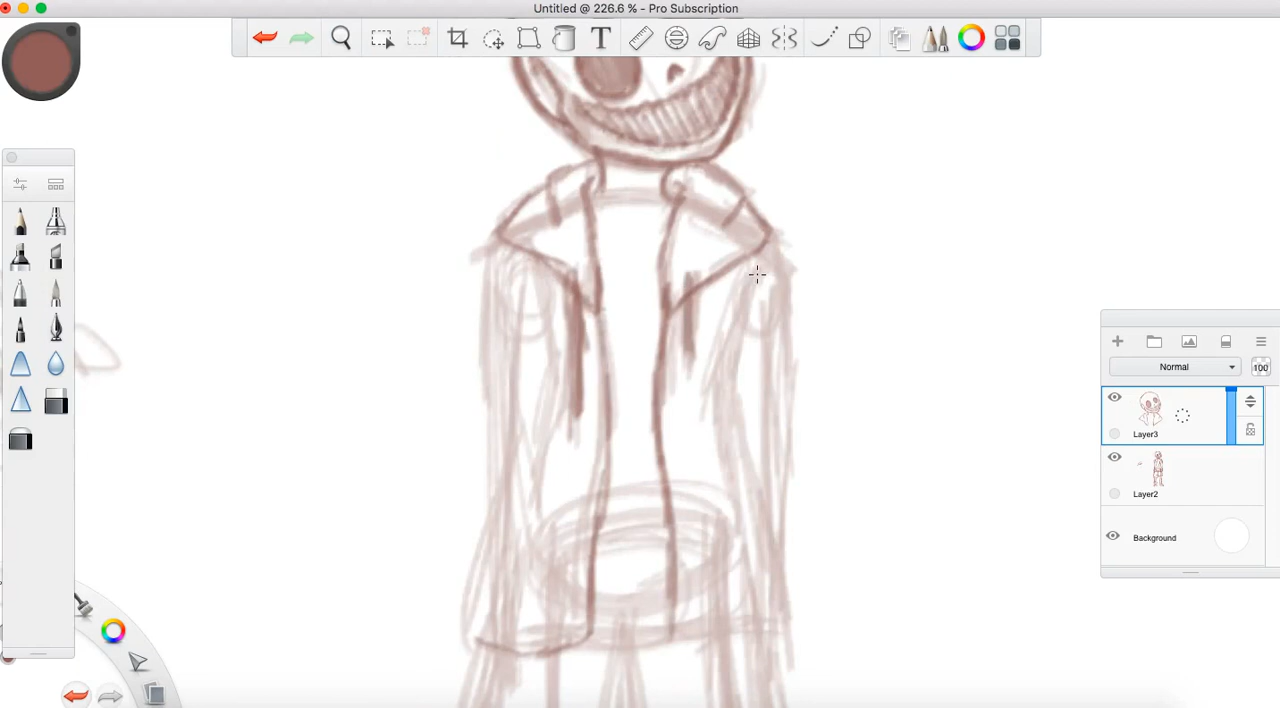 Untitled @ 226.6 % - Pro Subscription
T
Normal
100
Layer3
Layer2
Background